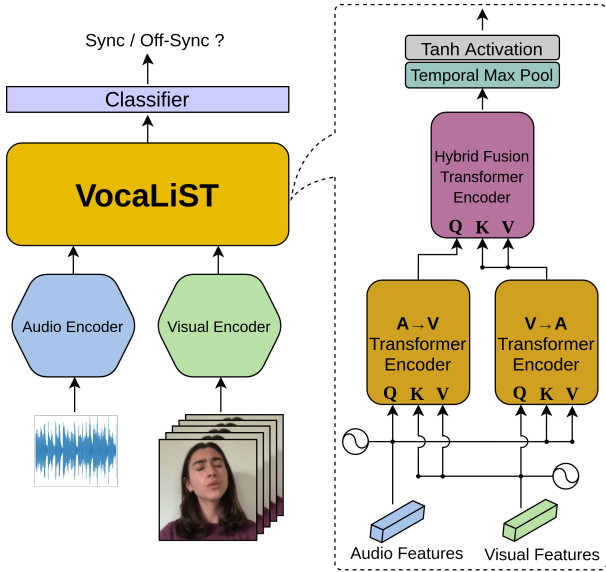 Sync / Off-Sync ?
Classifier
VocaLiST
Audio Encoder
Visual Encoder
Tanh Activation
Temporal Max Pool
Hybrid Fusion
Transformer
Encoder
Q K V
A→V
Transformer
Encoder
Q K V
V→A
Transformer
Encoder
Q K V
Audio Features
Visual Features